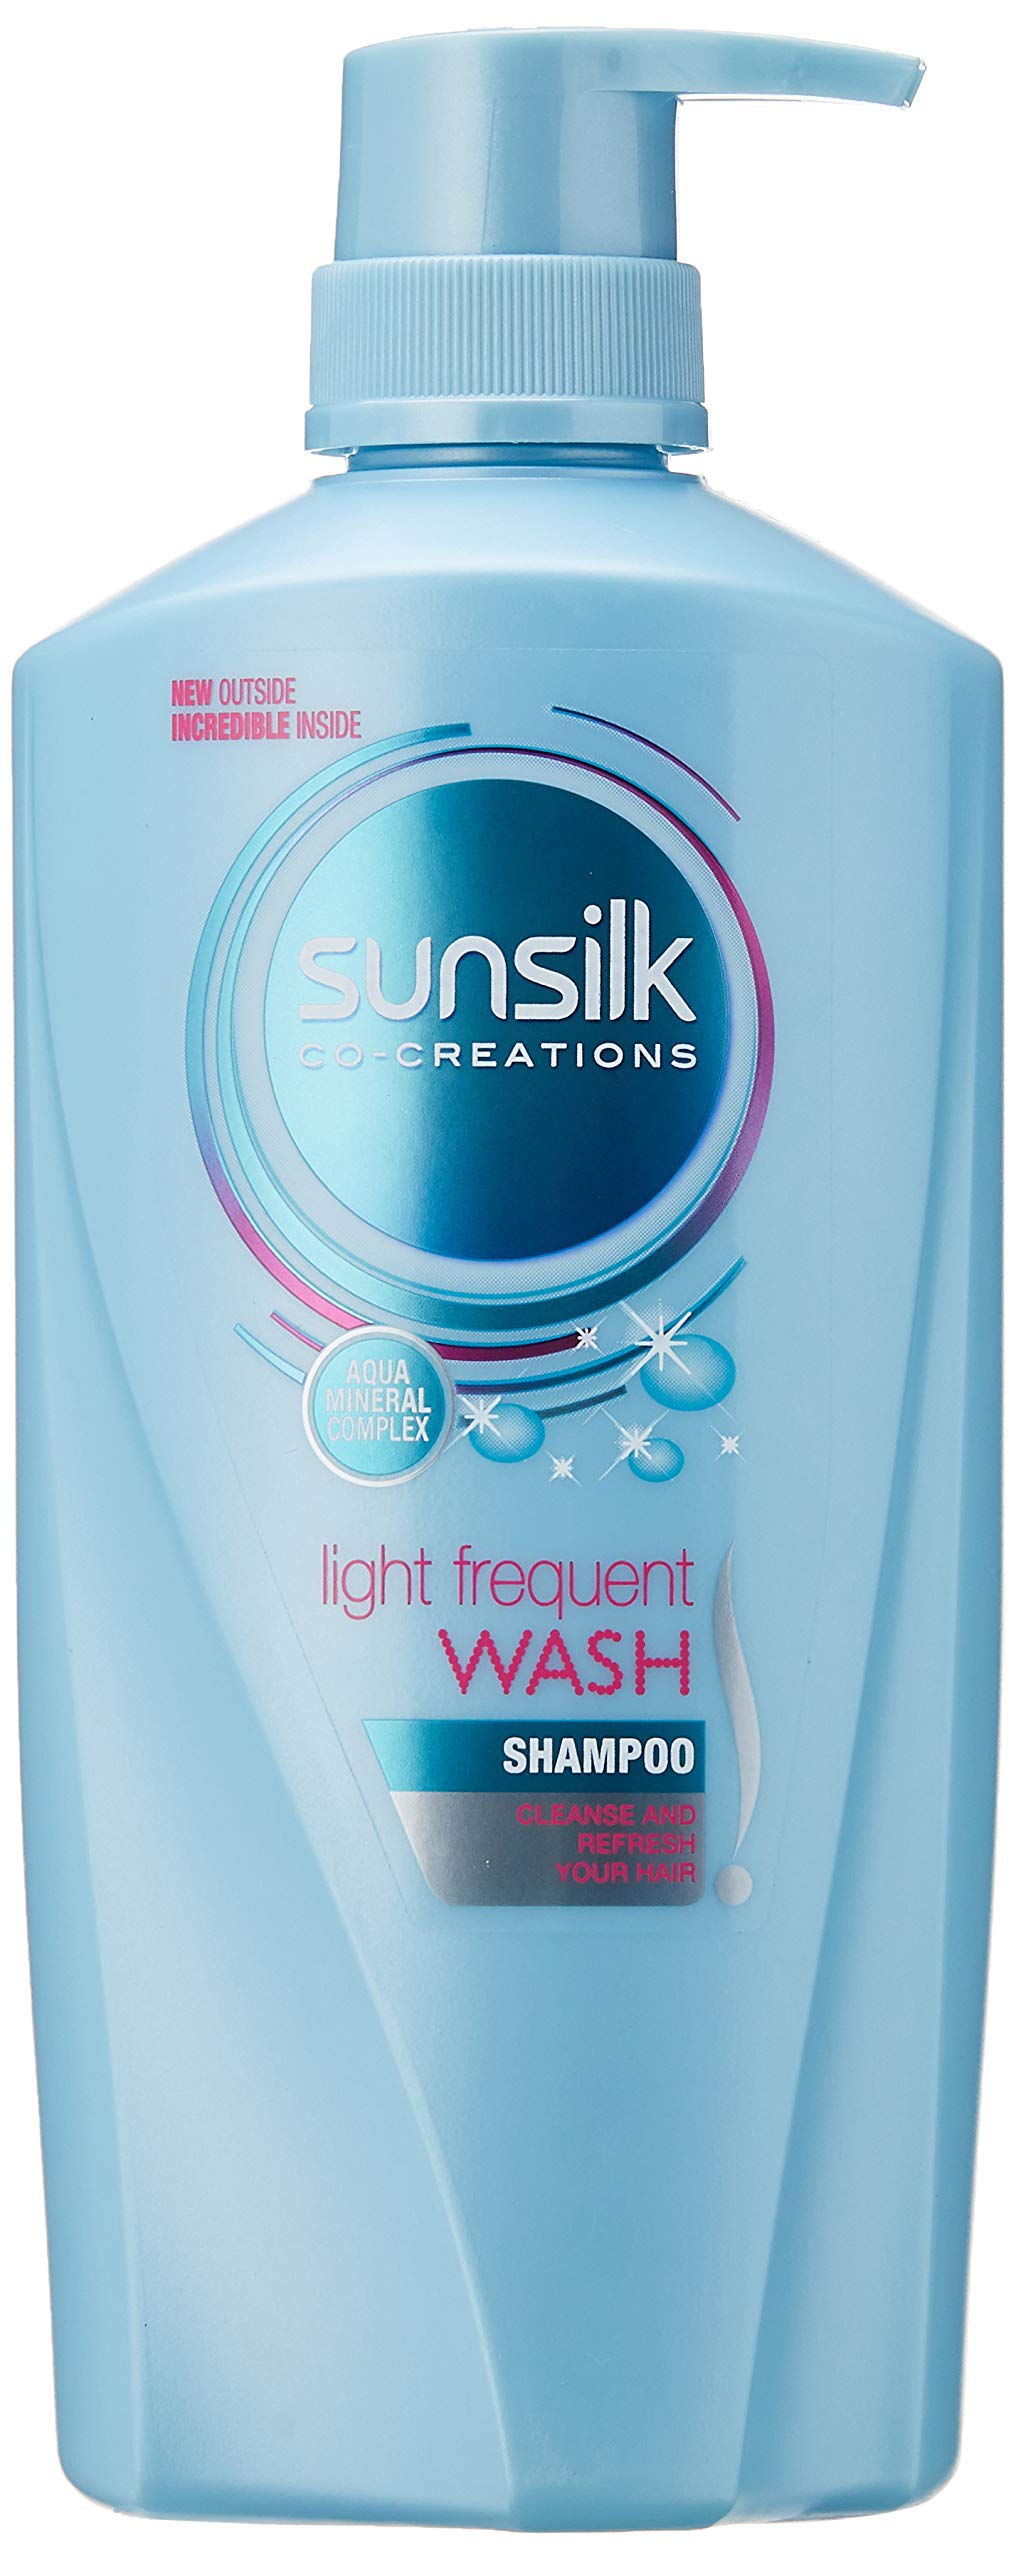 NEW OUTSIDE
INCREDIBLE INSIDE
sunsilk
CO-CREATIONS
AQUA
MINERAL
COMPLEX
light frequent
WASH
SHAMPOO
CLEANSE AND
REFRESH
YOUR HAIR